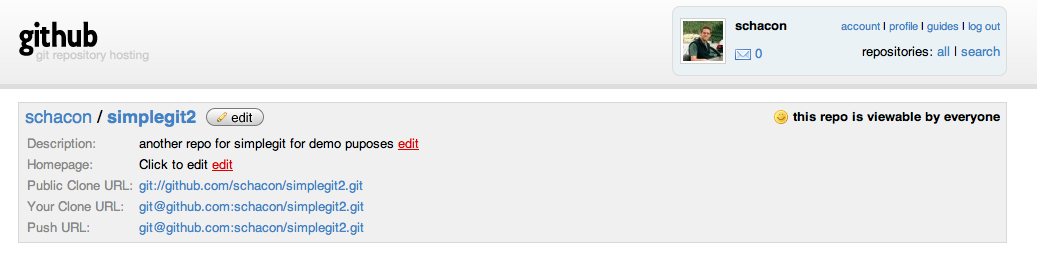 github
git repository hosting
schacon
account | profile | guides | log out
0
repositories: all | search
schacon / simplegit2 edit
this repo is viewable by everyone
Description: another repo for simplegit for demo puposes edit
Homepage: Click to edit edit
Public Clone URL: git://github.com/schacon/simplegit2.git
Your Clone URL: git@github.com:schacon/simplegit2.git
Push URL: git@github.com:schacon/simplegit2.git